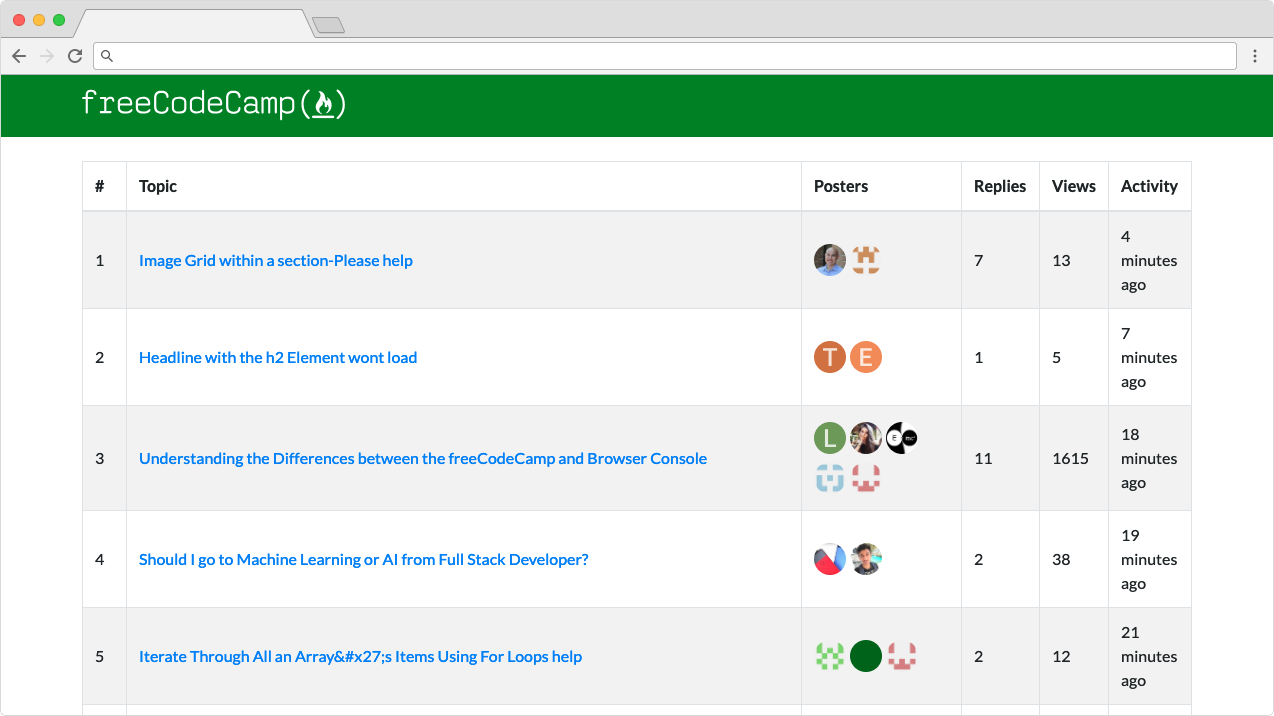 freeCodeCamp(🔥)
# Topic Posters Replies Views Activity
1 Image Grid within a section-Please help 7 13 4 minutes ago
2 Headline with the h2 Element wont load T E 1 5 7 minutes ago
3 Understanding the Differences between the freeCodeCamp and Browser Console L E 11 1615 18 minutes ago
4 Should I go to Machine Learning or AI from Full Stack Developer? 2 38 19 minutes ago
5 Iterate Through All an Array&#x27;s Items Using For Loops help 2 12 21 minutes ago